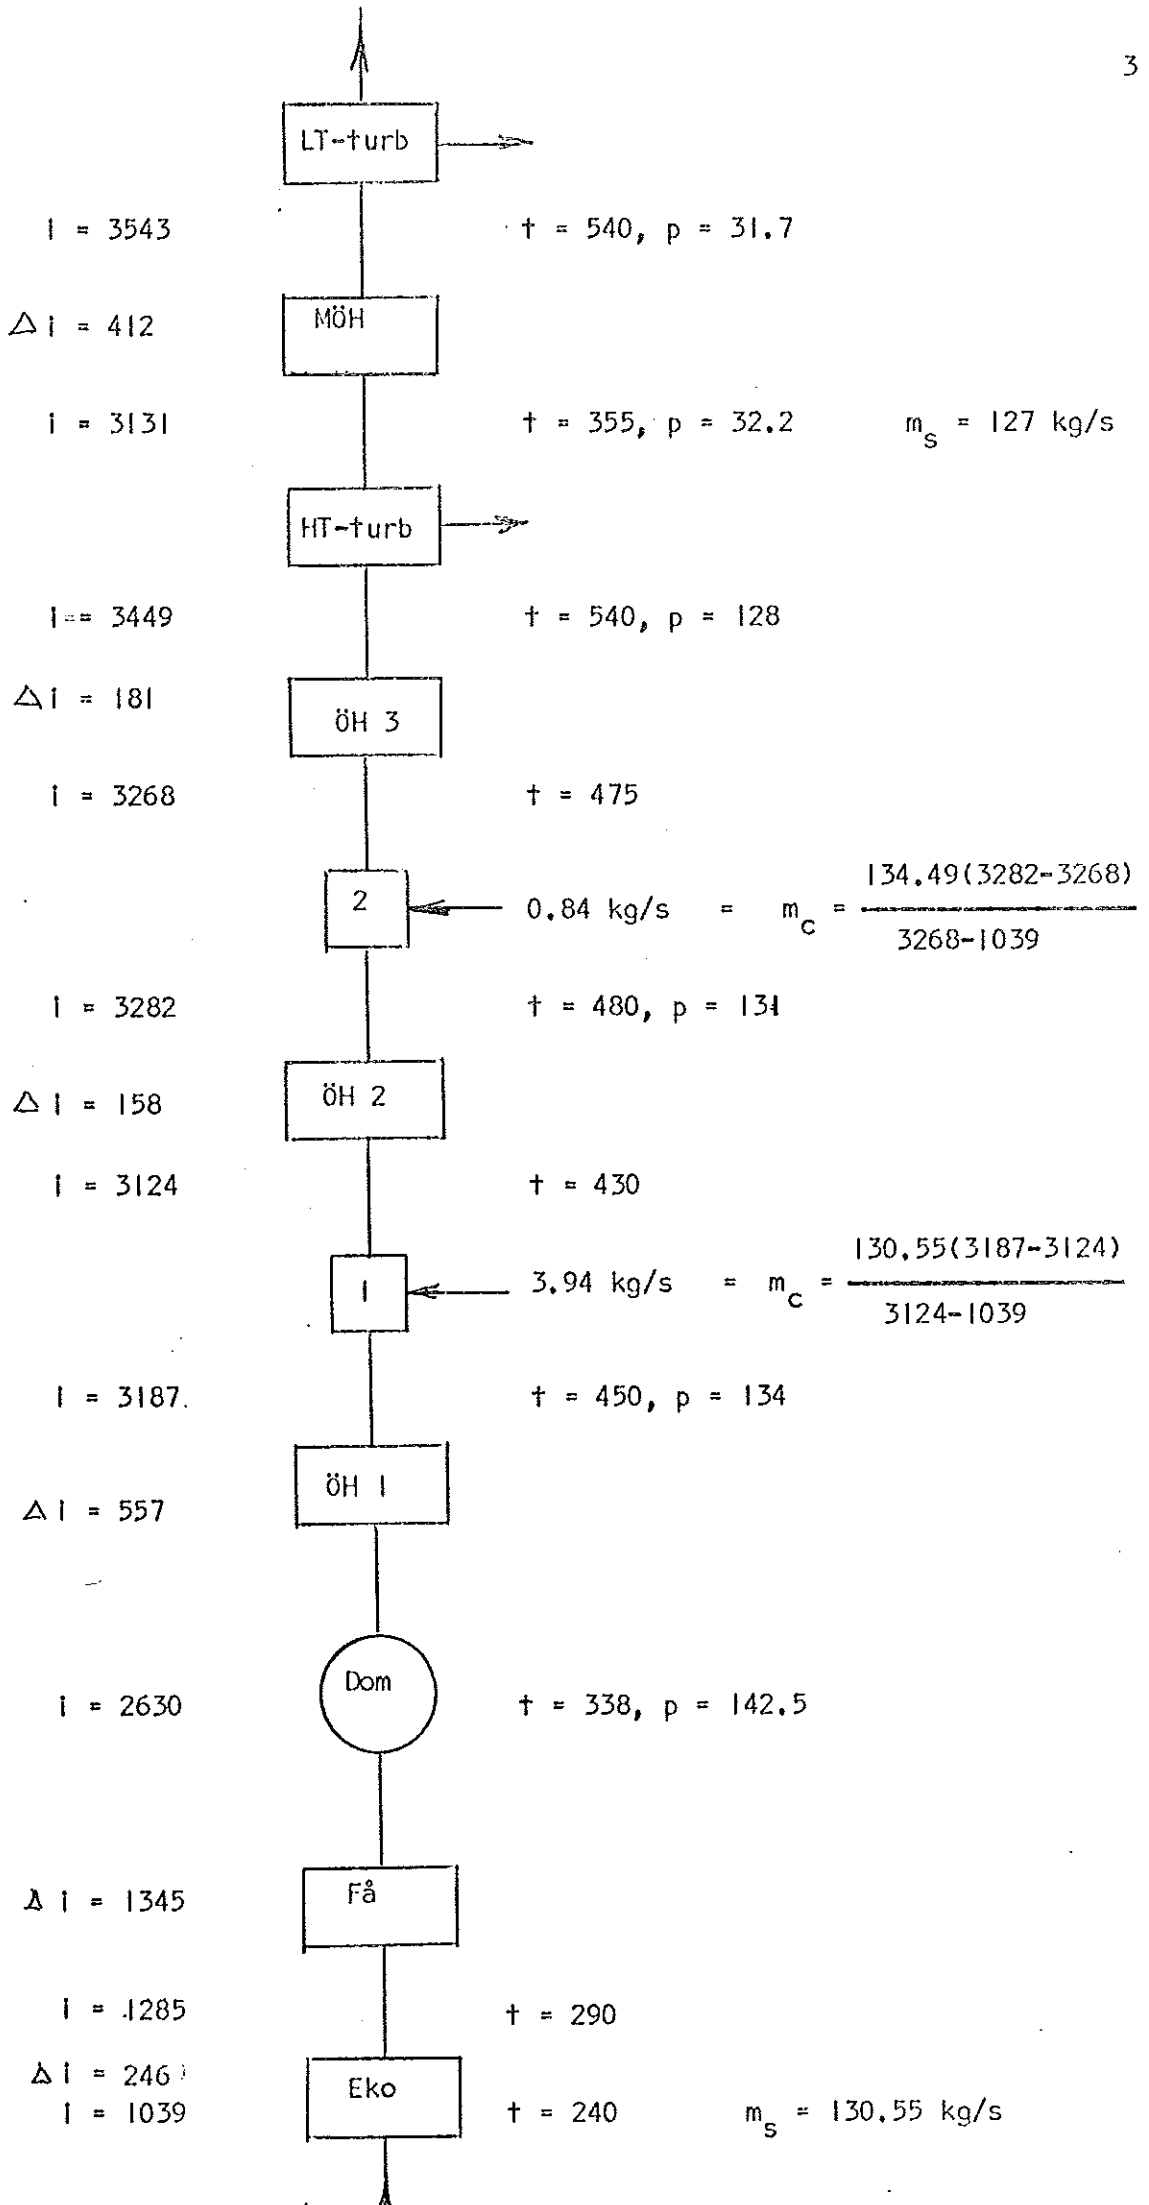 3
LT-turb
i = 3543 t = 540, p = 31.7
Δi = 412 MÖH
i = 3131 t = 355, p = 32.2 m_s = 127 kg/s
HT-turb
i = 3449 t = 540, p = 128
Δi = 181 ÖH 3
i = 3268 t = 475
2 0.84 kg/s = m_c = 134.49(3282-3268)
3268-1039
i = 3282 t = 480, p = 131
Δi = 158 ÖH 2
i = 3124 t = 430
1 3.94 kg/s = m_c = 130.55(3187-3124)
3124-1039
i = 3187 t = 450, p = 134
Δi = 557 ÖH 1
Dom
i = 2630 t = 338, p = 142.5
Δi = 1345 Få
i = 1285 t = 290
Δi = 246 Eko
i = 1039 t = 240 m_s = 130.55 kg/s